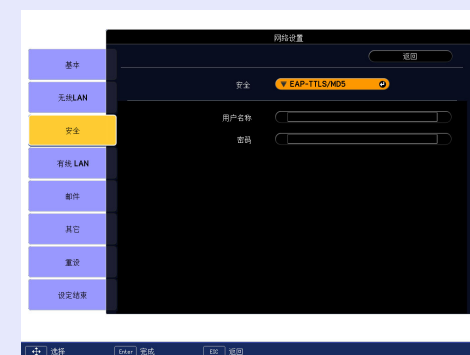 网络设置
返回
基本
安全 ▼ EAP-TTLS/MD5
无线LAN
用户名称
安全
密码
有线 LAN
邮件
其它
重设
设定结束
选择 Enter 完成 ESC 返回